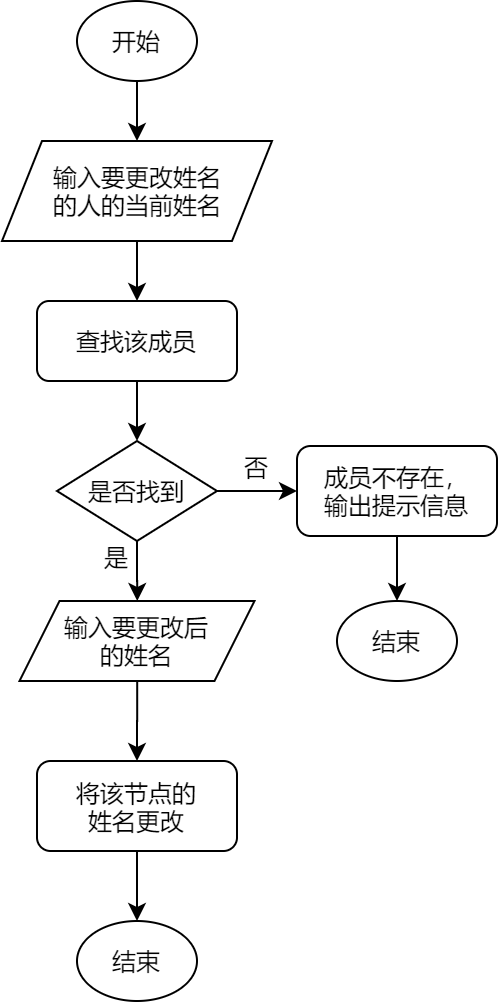 开始
输入要更改姓名
的人的当前姓名
查找该成员
是否找到
否
成员不存在，
输出提示信息
结束
是
输入要更改后
的姓名
将该节点的
姓名更改
结束